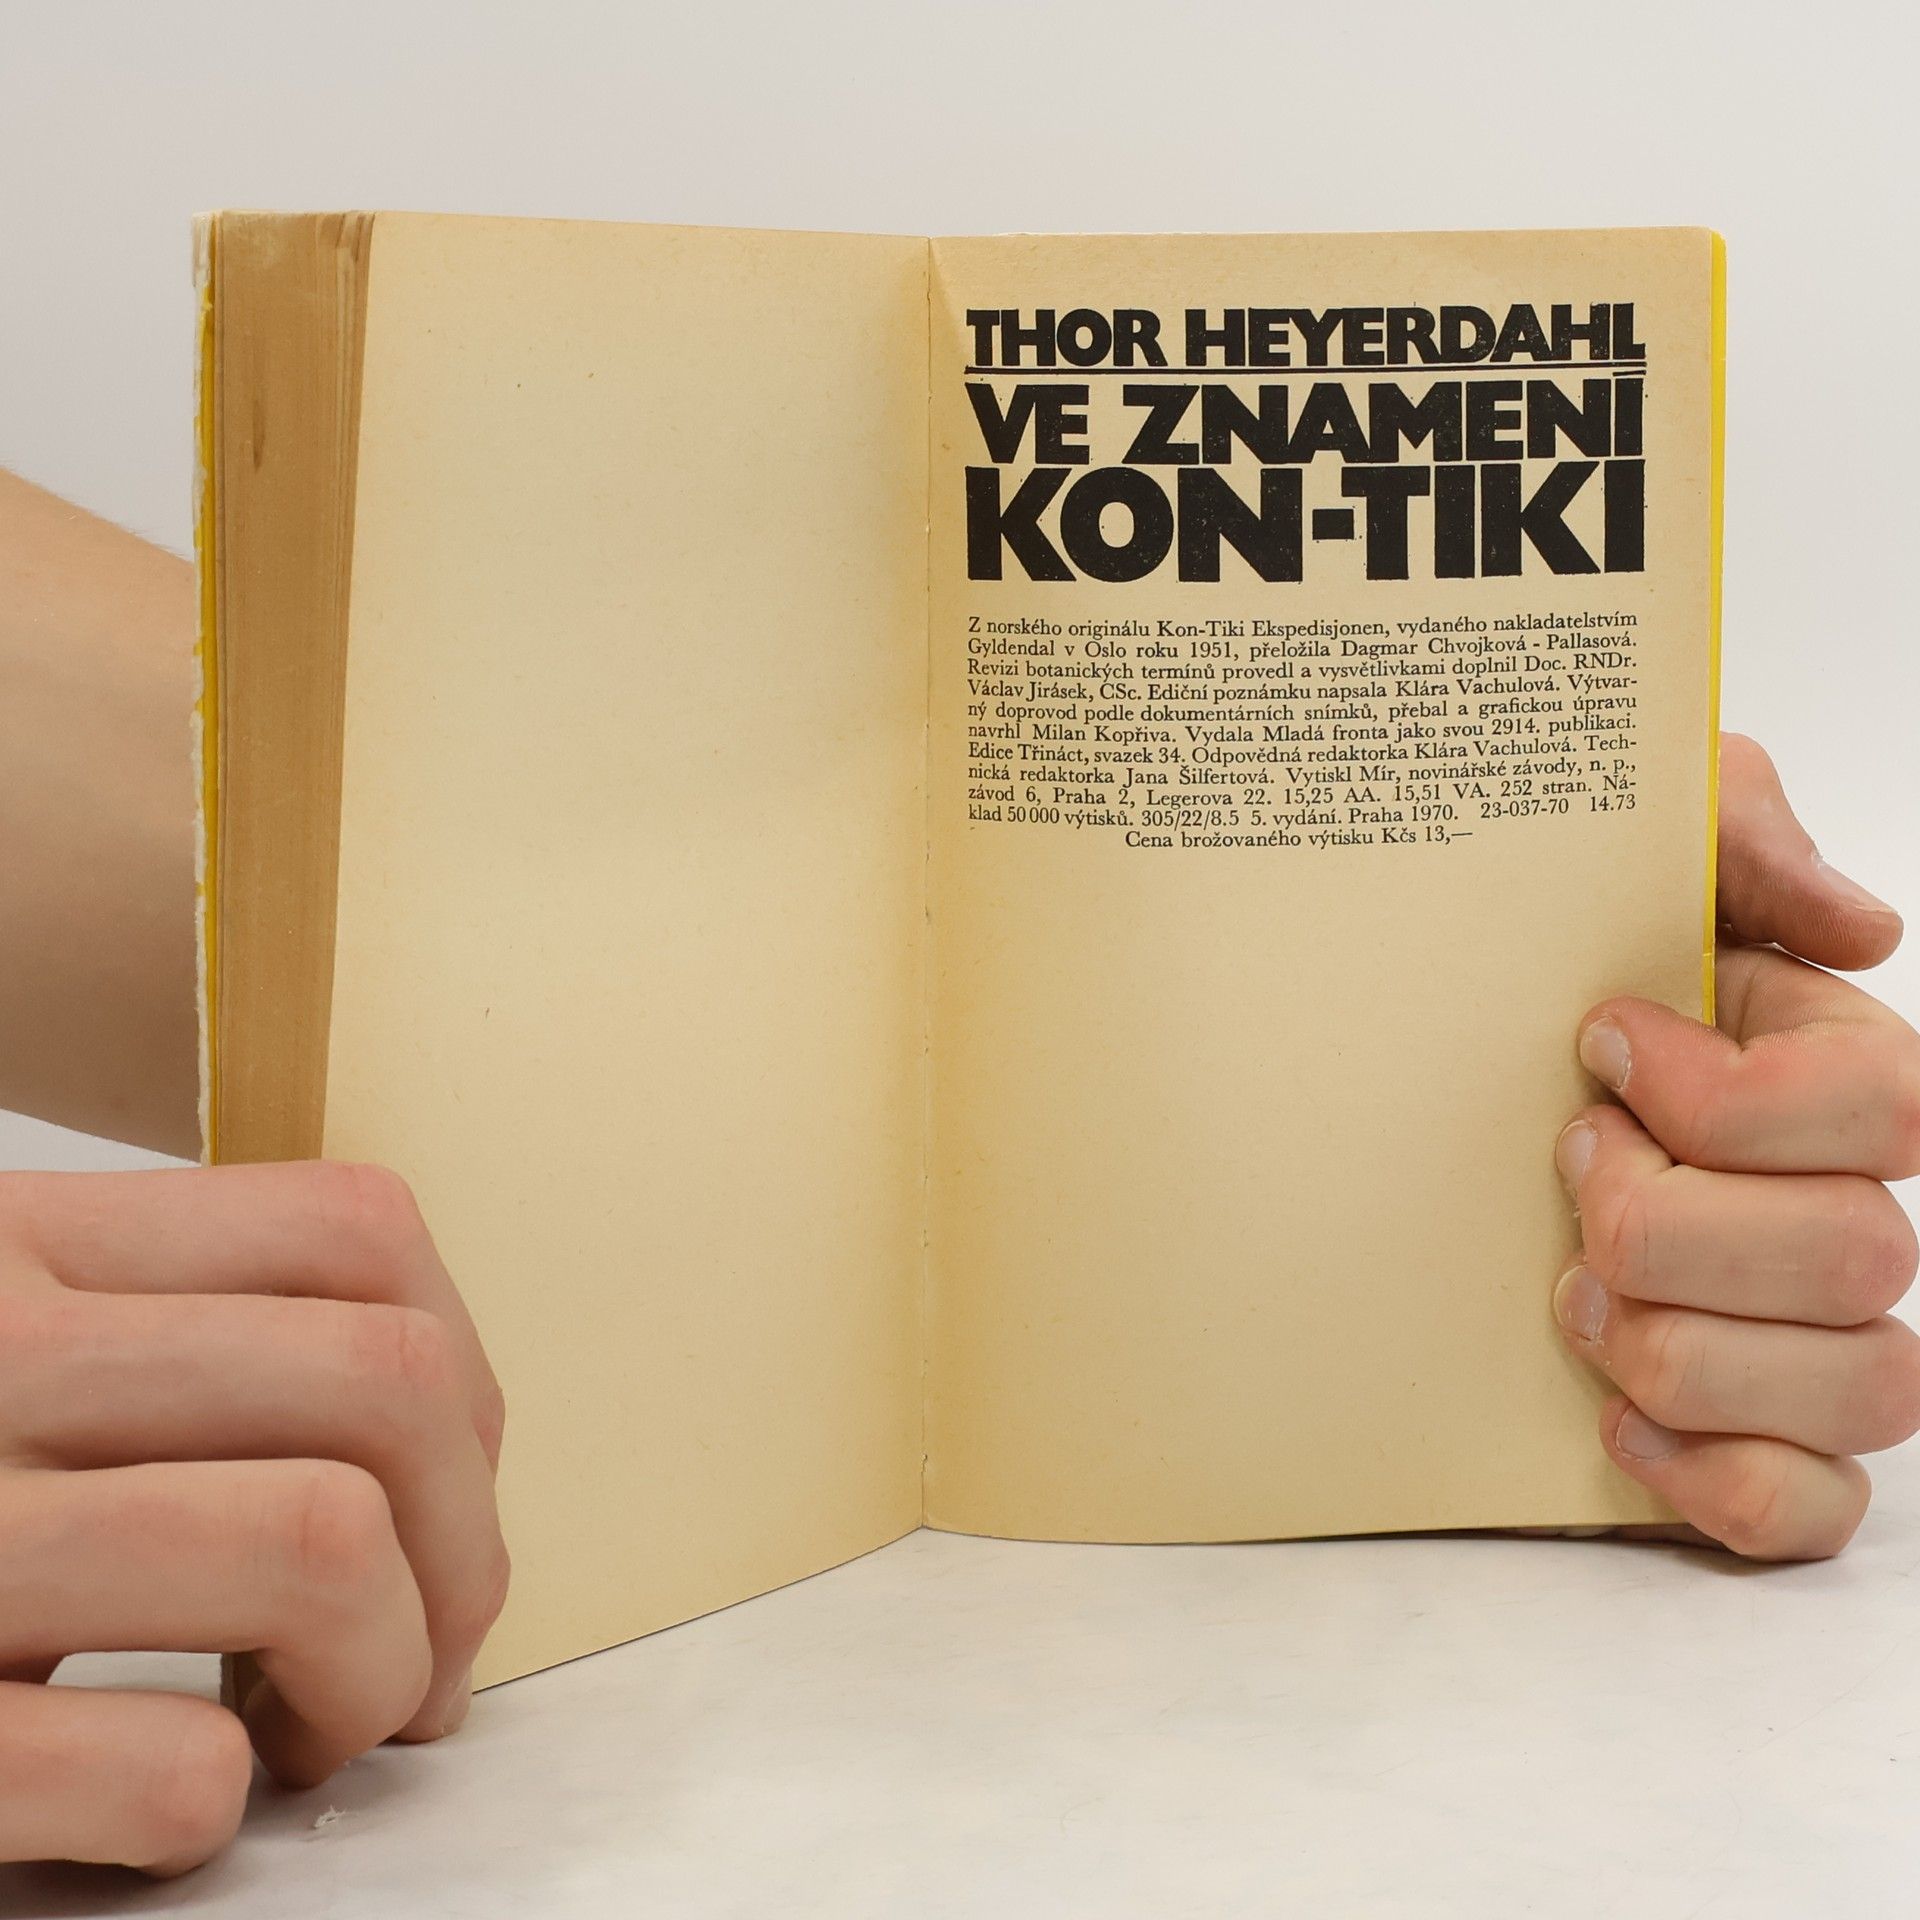 THOR HEYERDAHL
VE ZNAMENÍ
KON-TIKI
Z norského originálu Kon-Tiki Ekspedisjonen, vydaného nakladatelstvím
Gyldendal v Oslo roku 1951, přeložila Dagmar Chvojková - Pallasová.
Revizi botanických termínů provedl a vysvětlivkami doplnil Doc. RNDr.
Václav Jirásek, CSc. Ediční poznámku napsala Klára Vachulová. Výtvar-
ný doprovod podle dokumentárních snímků, přebal a grafickou úpravu
navrhl Milan Kopřiva. Vydala Mladá fronta jako svou 2914. publikaci.
Edice Třináct, svazek 34. Odpovědná redaktorka Klára Vachulová. Tech-
nická redaktorka Jana Šilfertová. Vytiskl Mír, novinářské závody, n. p.,
závod 6, Praha 2, Legerova 22. 15,25 AA. 15,51 VA. 252 stran. Ná-
klad 50 000 výtisků. 305/22/8.5 5. vydání. Praha 1970. 23-037-70 14.73
Cena brožovaného výtisku Kčs 13,—